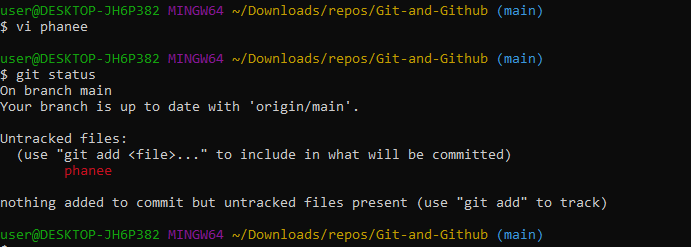 user@DESKTOP-JH6P382 MINGW64 ~/Downloads/repos/Git-and-Github (main)
$ vi phanee
user@DESKTOP-JH6P382 MINGW64 ~/Downloads/repos/Git-and-Github (main)
$ git status
On branch main
Your branch is up to date with 'origin/main'.
Untracked files:
(use "git add <file>..." to include in what will be committed)
phanee
nothing added to commit but untracked files present (use "git add" to track)
user@DESKTOP-JH6P382 MINGW64 ~/Downloads/repos/Git-and-Github (main)